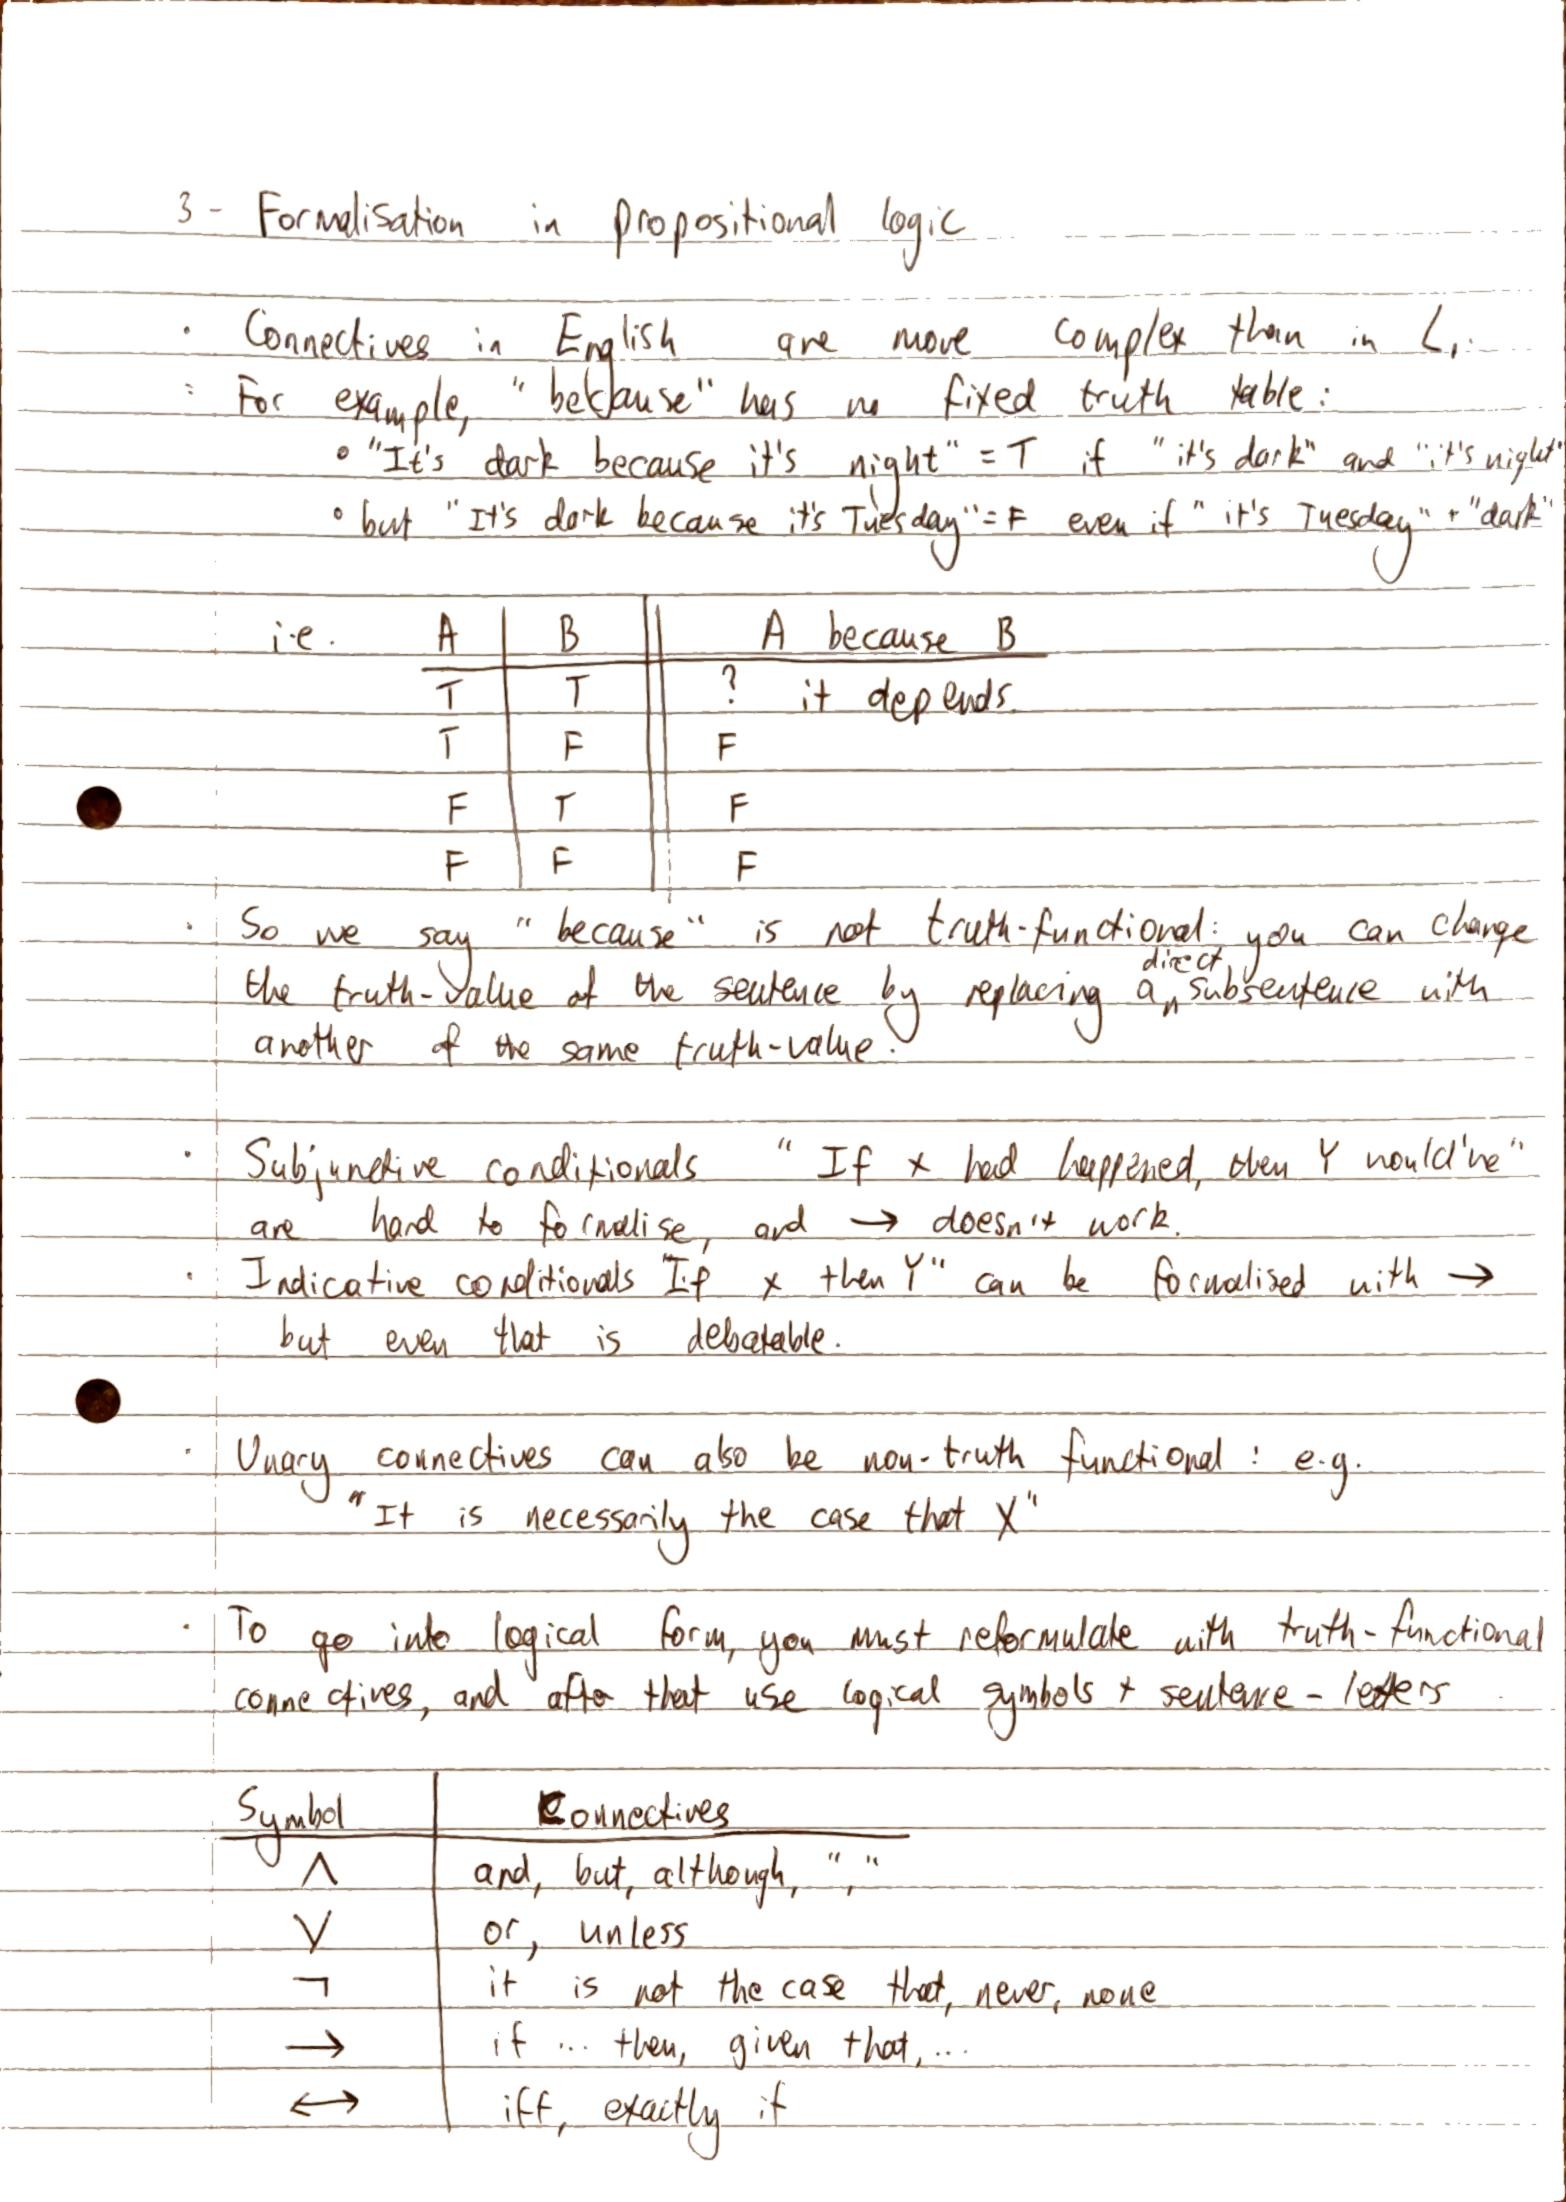 3 - Formalisation in propositional logic
· Connectives in English are more complex than in L₁.
: For example, "because" has no fixed truth table:
• "It's dark because it's night" = T if "it's dark" and "it's night"
• but "It's dark because it's Tuesday" = F even if "it's Tuesday" + "dark"
i.e. A | B || A because B
T | T || ? it depends.
T | F || F
F | T || F
F | F || F
· So we say "because" is not truth-functional: you can change
the truth-value of the sentence by replacing a direct subsentence with
another of the same truth-value.
· Subjunctive conditionals "If x had happened, then Y would've"
are hard to formalise, and → doesn't work.
· Indicative conditionals "If x then Y" can be formalised with →
but even that is debatable.
· Unary connectives can also be non-truth functional: e.g.
"It is necessarily the case that X"
· To go into logical form, you must reformulate with truth-functional
connectives, and after that use logical symbols + sentence-letters
Symbol | Connectives
∧ | and, but, although, ","
∨ | or, unless
¬ | it is not the case that, never, none
→ | if ... then, given that, ...
↔ | iff, exactly if